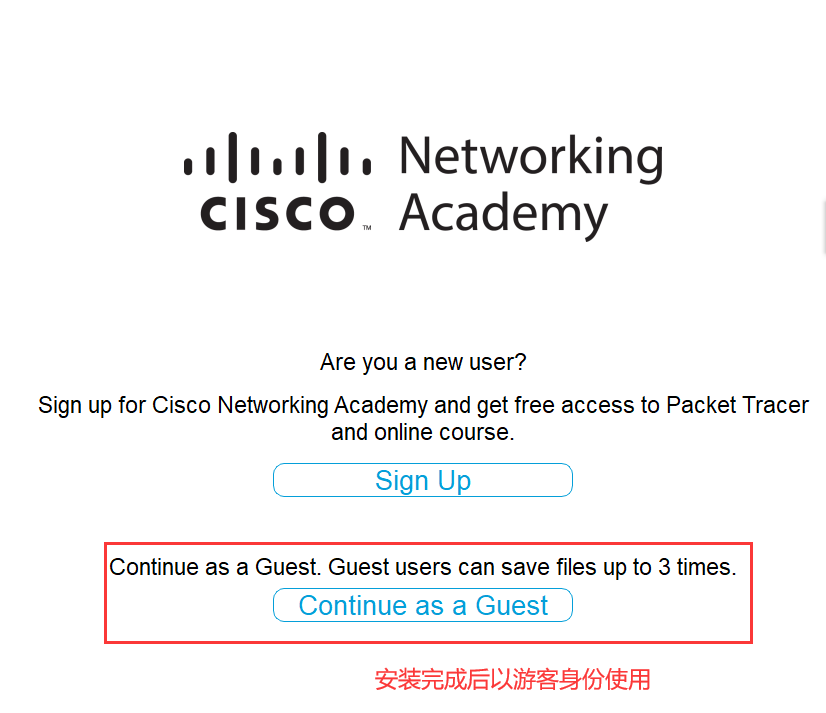 Networking
CISCO™ Academy
Are you a new user?
Sign up for Cisco Networking Academy and get free access to Packet Tracer
and online course.
Sign Up
Continue as a Guest. Guest users can save files up to 3 times.
Continue as a Guest
安装完成后以游客身份使用